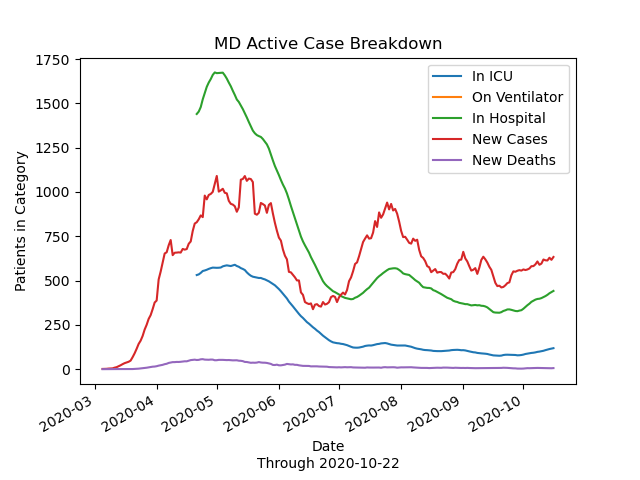 MD Active Case Breakdown
1750
1500
1250
1000
750
500
250
0
Patients in Category
In ICU
On Ventilator
In Hospital
New Cases
New Deaths
2020-03
2020-04
2020-05
2020-06
2020-07
2020-08
2020-09
2020-10
Date
Through 2020-10-22